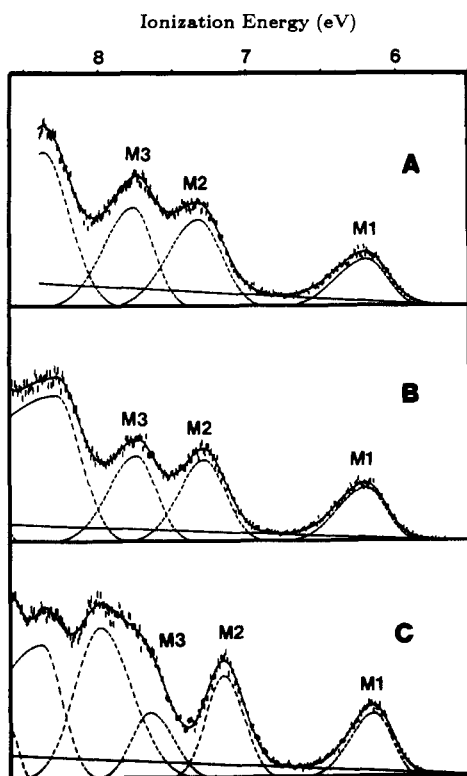 Ionization Energy (eV)
8 7 6
M3 M2 M1 A
M3 M2 M1 B
M3 M2 M1 C